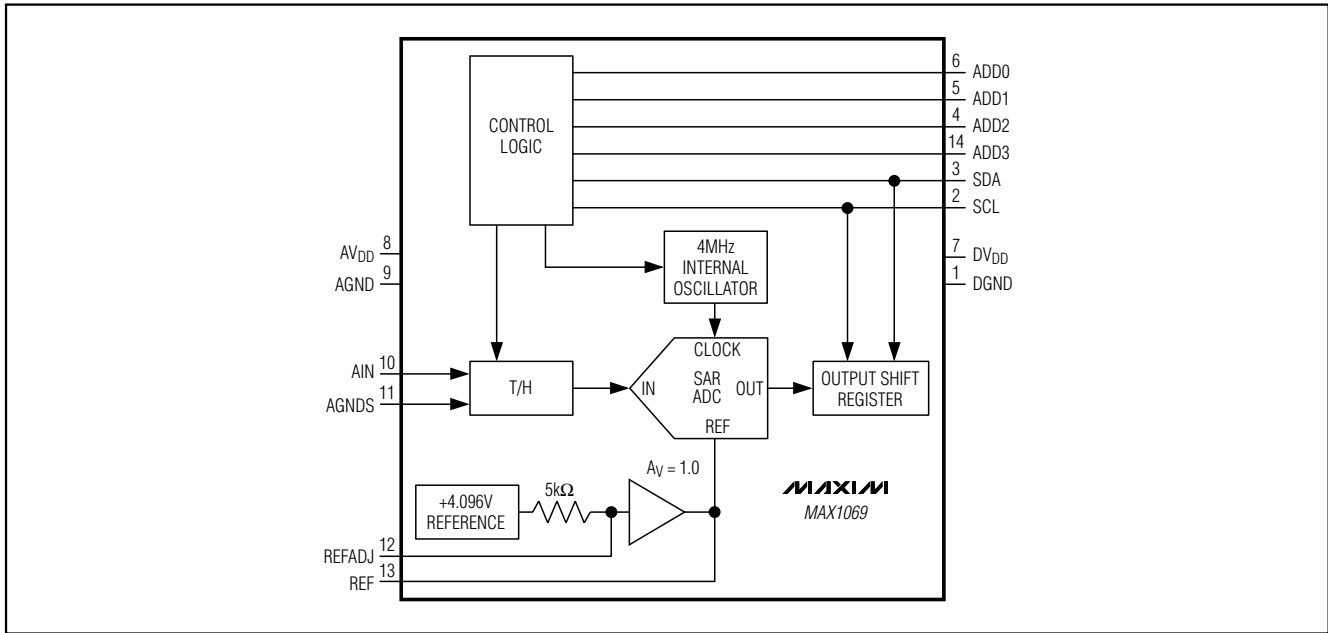 CONTROL
LOGIC
6
ADD0
5
ADD1
4
ADD2
14
ADD3
3
SDA
2
SCL
AVDD
8
AGND
9
4MHz
INTERNAL
OSCILLATOR
7
DVDD
1
DGND
AIN
10
AGNDS
11
T/H
CLOCK
IN
SAR
ADC
OUT
REF
OUTPUT SHIFT
REGISTER
+4.096V
REFERENCE
5kΩ
AV = 1.0
MAXIM
MAX1069
REFADJ
12
REF
13